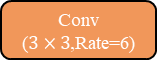 Conv
(3 × 3,Rate=6)